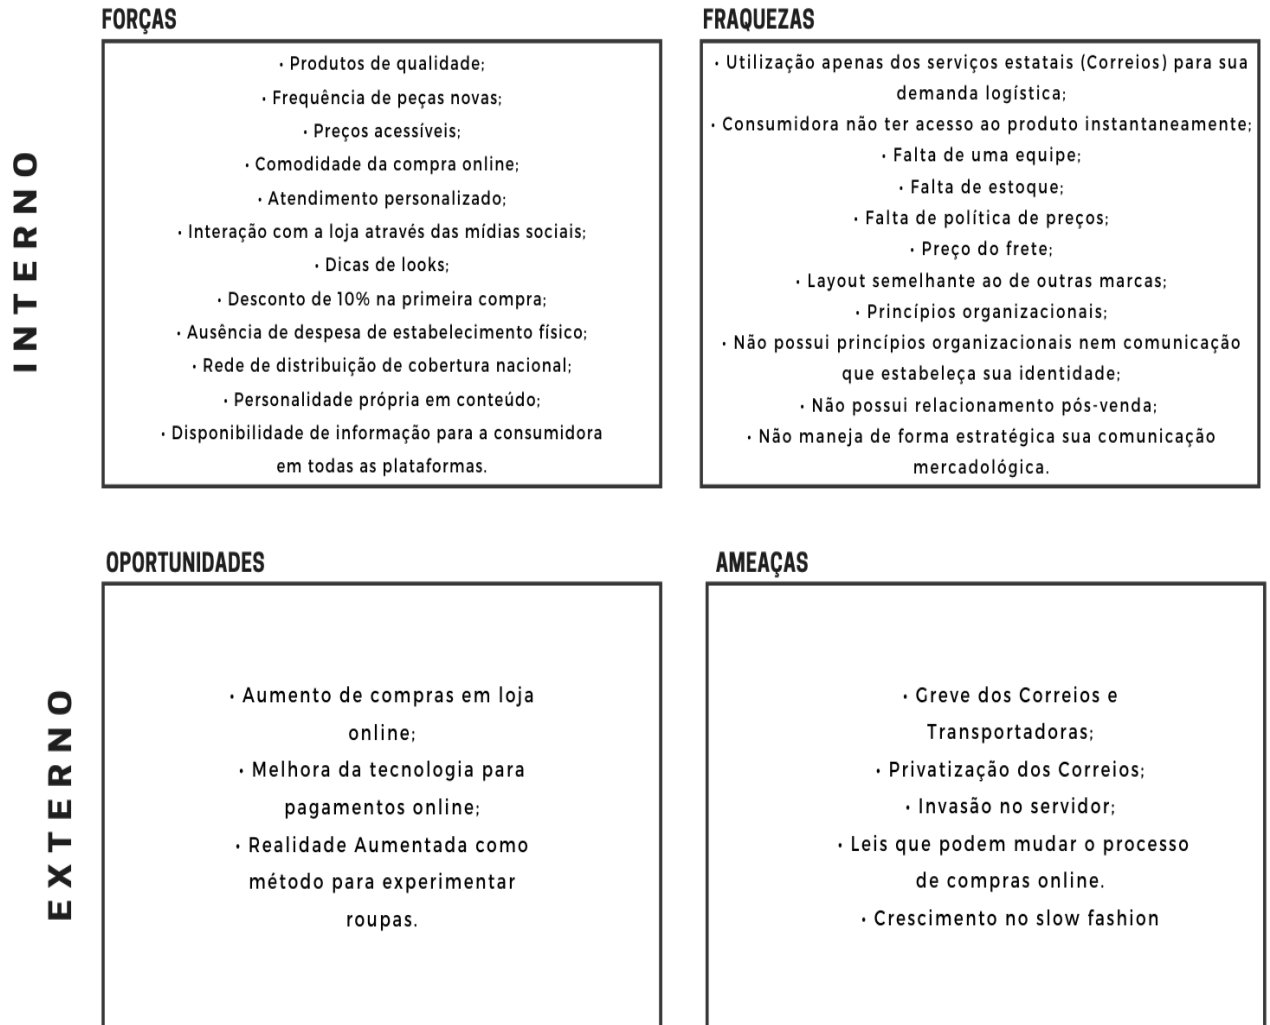 FORÇAS
• Produtos de qualidade;
• Frequência de peças novas;
• Preços acessíveis;
• Comodidade da compra online;
• Atendimento personalizado;
• Interação com a loja através das mídias sociais;
• Dicas de looks;
• Desconto de 10% na primeira compra;
• Ausência de despesa de estabelecimento físico;
• Rede de distribuição de cobertura nacional;
• Personalidade própria em conteúdo;
• Disponibilidade de informação para a consumidora
em todas as plataformas.
FRAQUEZAS
• Utilização apenas dos serviços estatais (Correios) para sua
demanda logística;
• Consumidora não ter acesso ao produto instantaneamente;
• Falta de uma equipe;
• Falta de estoque;
• Falta de política de preços;
• Preço do frete;
• Layout semelhante ao de outras marcas;
• Princípios organizacionais;
• Não possui princípios organizacionais nem comunicação
que estabeleça sua identidade;
• Não possui relacionamento pós-venda;
• Não maneja de forma estratégica sua comunicação
mercadológica.
INTERNO
OPORTUNIDADES
• Aumento de compras em loja
online;
• Melhora da tecnologia para
pagamentos online;
• Realidade Aumentada como
método para experimentar
roupas.
AMEAÇAS
• Greve dos Correios e
Transportadoras;
• Privatização dos Correios;
• Invasão no servidor;
• Leis que podem mudar o processo
de compras online.
• Crescimento no slow fashion
EXTERNO